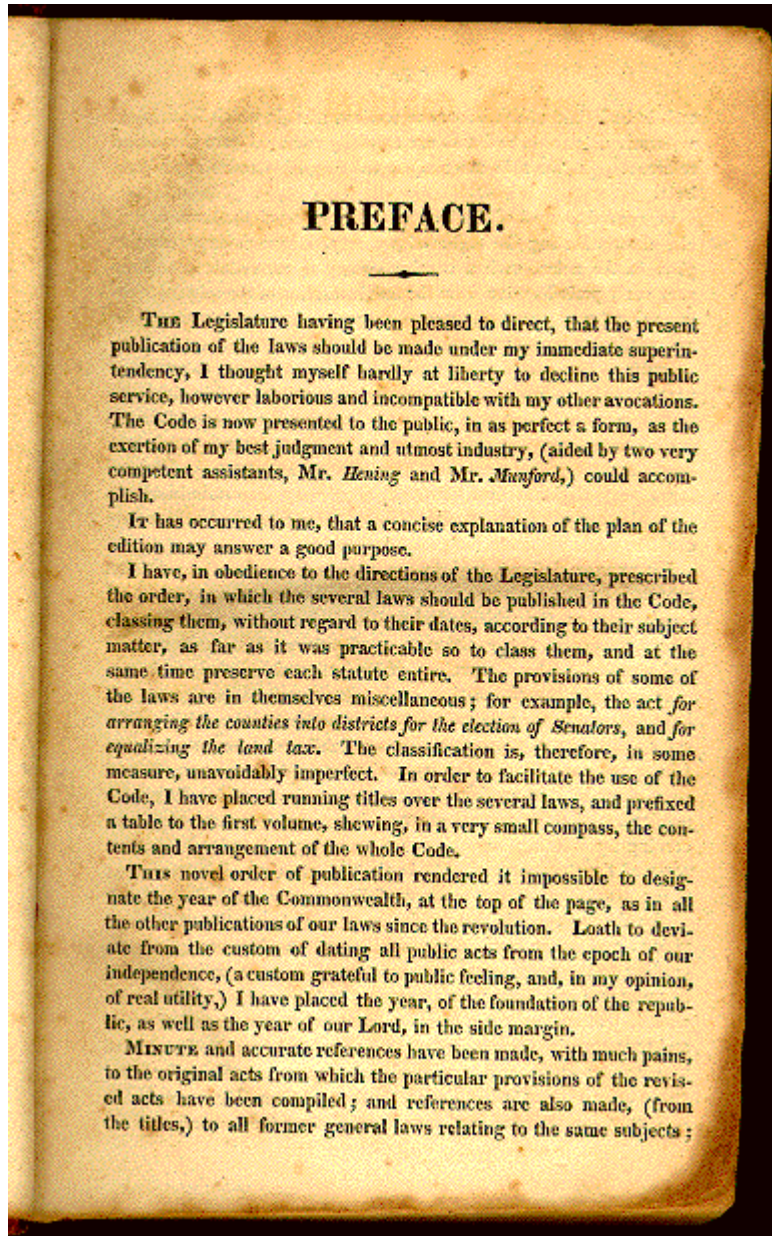 PREFACE.
THE Legislature having been pleased to direct, that the present
publication of the laws should be made under my immediate superin-
tendency, I thought myself hardly at liberty to decline this public
service, however laborious and incompatible with my other avocations.
The Code is now presented to the public, in as perfect a form, as the
exertion of my best judgment and utmost industry, (aided by two very
competent assistants, Mr. Hening and Mr. Munford,) could accom-
plish.
IT has occurred to me, that a concise explanation of the plan of the
edition may answer a good purpose.
I have, in obedience to the directions of the Legislature, prescribed
the order, in which the several laws should be published in the Code,
classing them, without regard to their dates, according to their subject
matter, as far as it was practicable so to class them, and at the
same time preserve each statute entire. The provisions of some of
the laws are in themselves miscellaneous; for example, the act for
arranging the counties into districts for the election of Senators, and for
equalizing the land tax. The classification is, therefore, in some
measure, unavoidably imperfect. In order to facilitate the use of the
Code, I have placed running titles over the several laws, and prefixed
a table to the first volume, shewing, in a very small compass, the con-
tents and arrangement of the whole Code.
THIS novel order of publication rendered it impossible to desig-
nate the year of the Commonwealth, at the top of the page, as in all
the other publications of our laws since the revolution. Loath to devi-
ate from the custom of dating all public acts from the epoch of our
independence, (a custom grateful to public feeling, and, in my opinion,
of real utility,) I have placed the year, of the foundation of the repub-
lic, as well as the year of our Lord, in the side margin.
MINUTE and accurate references have been made, with much pains,
to the original acts from which the particular provisions of the revis-
ed acts have been compiled; and references are also made, (from
the titles,) to all former general laws relating to the same subjects;